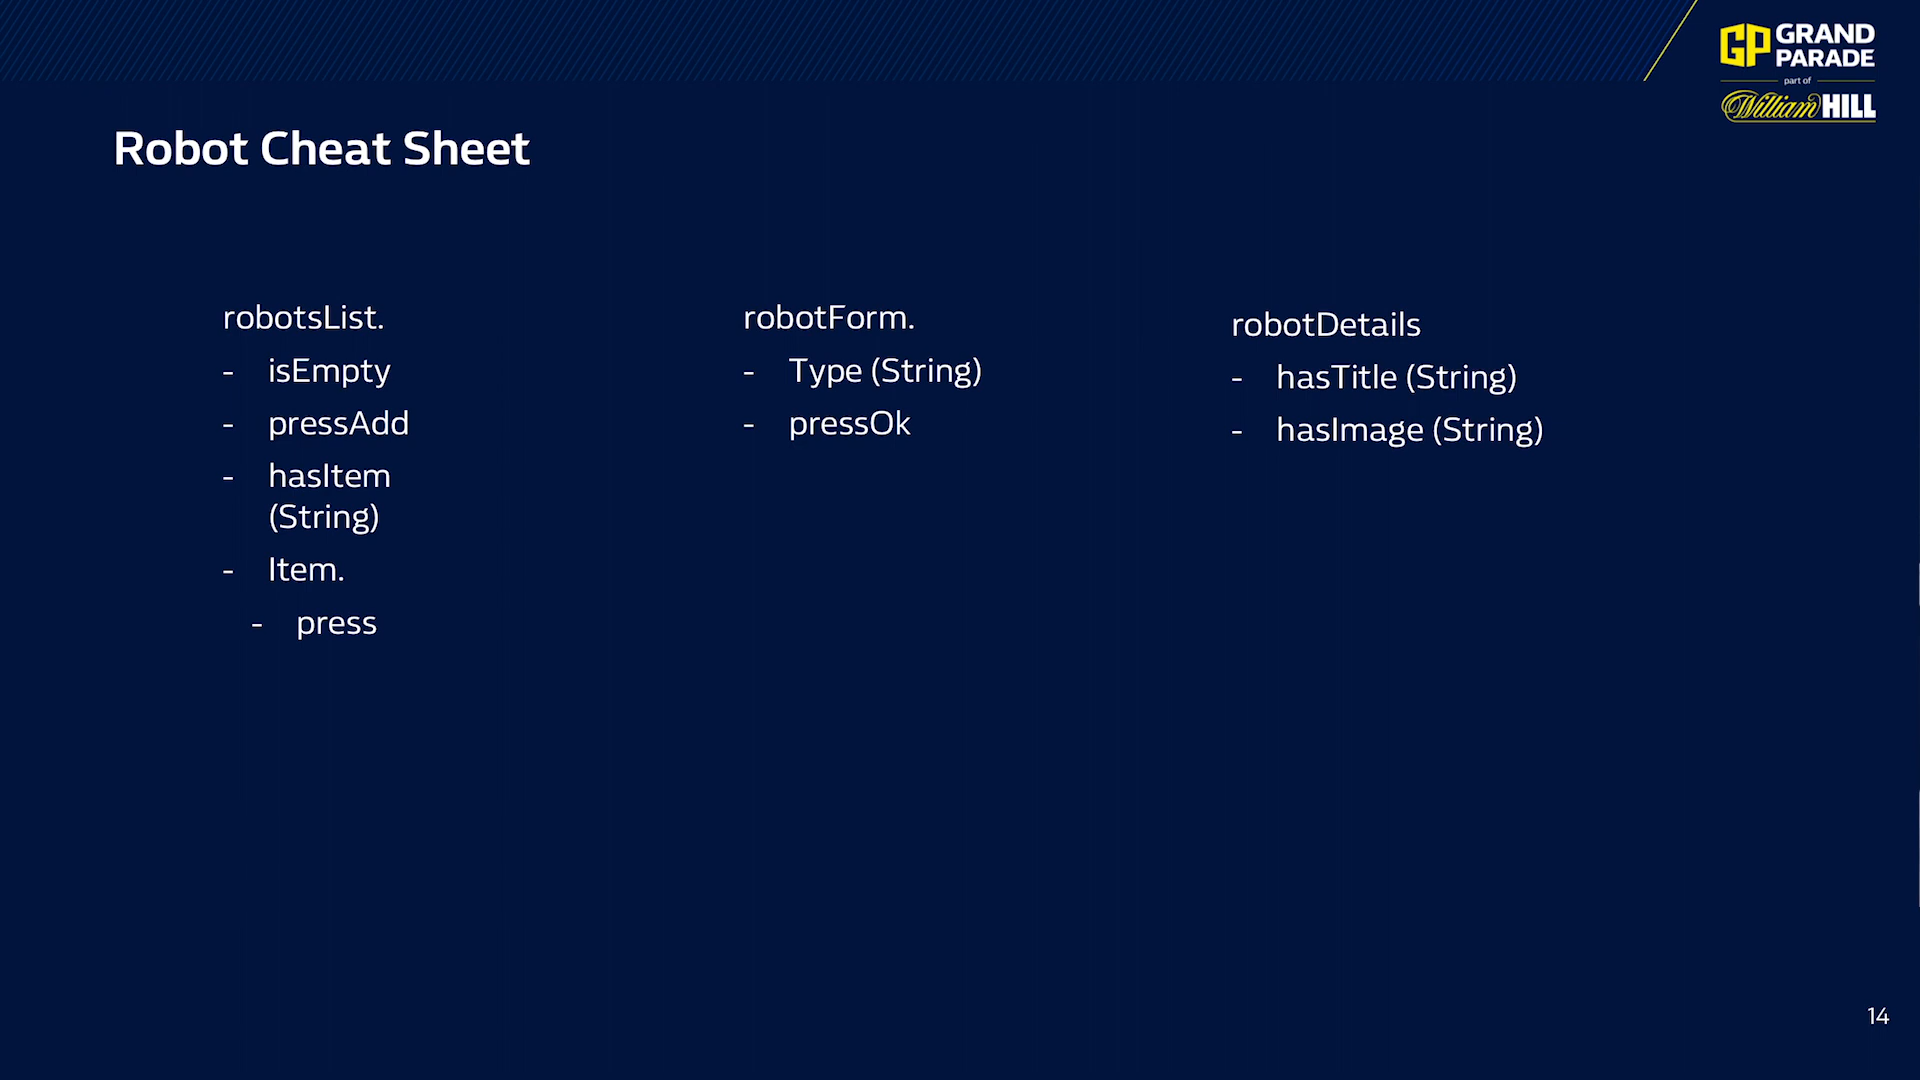 GRAND
PARADE
part of
William HILL
Robot Cheat Sheet
robotsList.
- isEmpty
- pressAdd
- hasItem
(String)
- Item.
- press
robotForm.
- Type (String)
- pressOk
robotDetails
- hasTitle (String)
- hasImage (String)
14